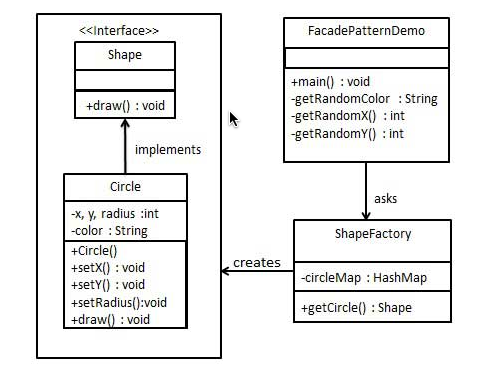 <<Interface>>
Shape
+draw() : void
implements
Circle
-x, y, radius :int
-color : String
+Circle()
+setX() : void
+setY() : void
+setRadius():void
+draw() : void
FacadePatternDemo
+main() : void
-getRandomColor : String
-getRandomX() : int
-getRandomY() : int
asks
ShapeFactory
-circleMap : HashMap
+getCircle() : Shape
creates